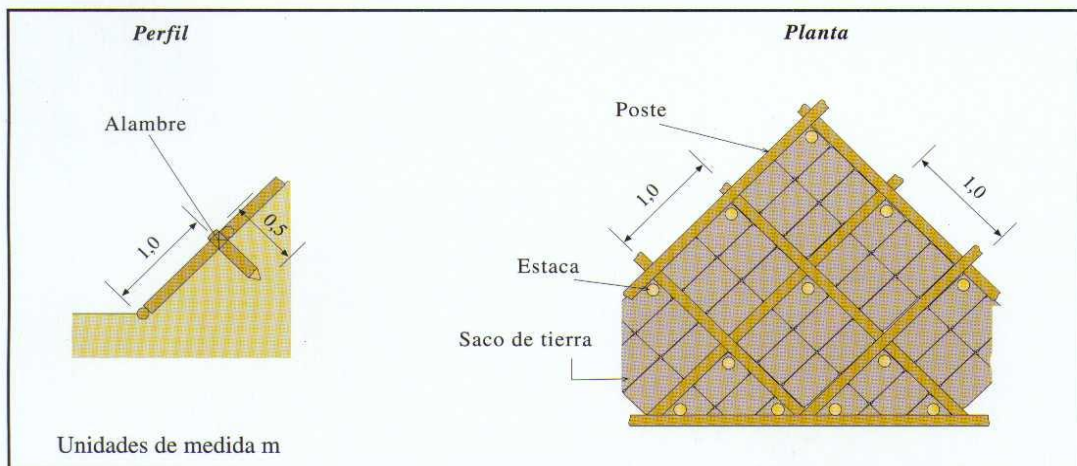 Perfil
Planta
Alambre
1,0
0,5
Poste
1,0
1,0
Estaca
Saco de tierra
Unidades de medida m